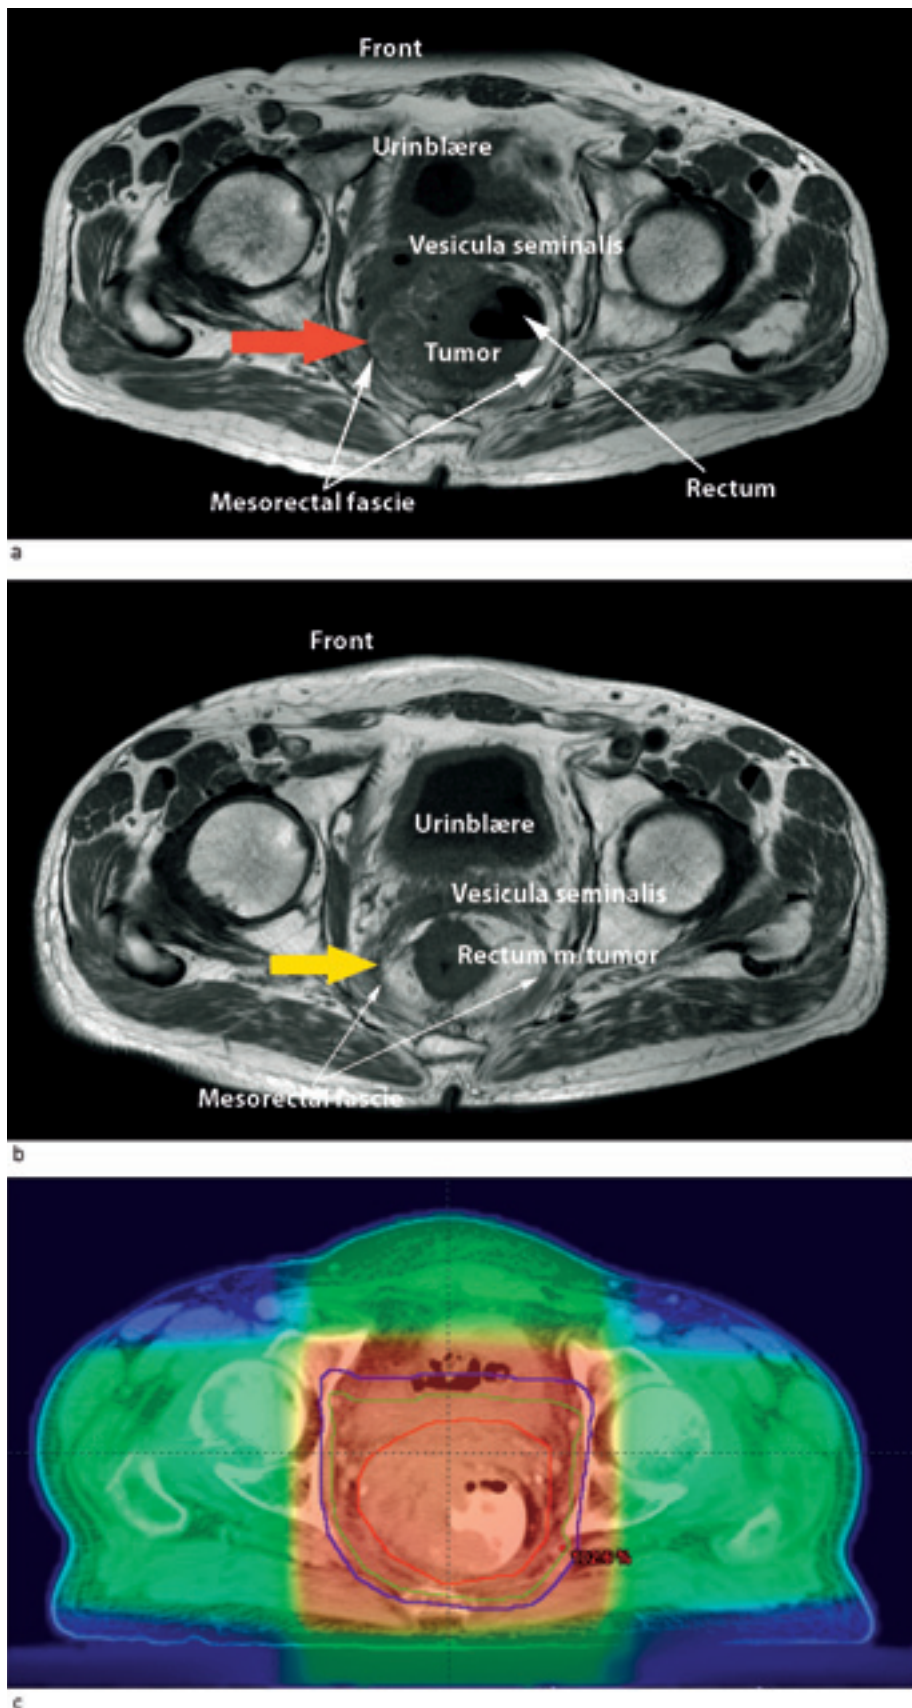 Front
Urinblære
Vesicula seminalis
Tumor
Mesorectal fascie
Rectum
a
Front
Urinblære
Vesicula seminalis
Rectum m/tumor
Mesorectal fascie
b
c